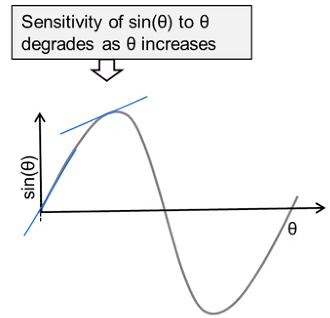 Sensitivity of sin(θ) to θ
degrades as θ increases
sin(θ)
θ